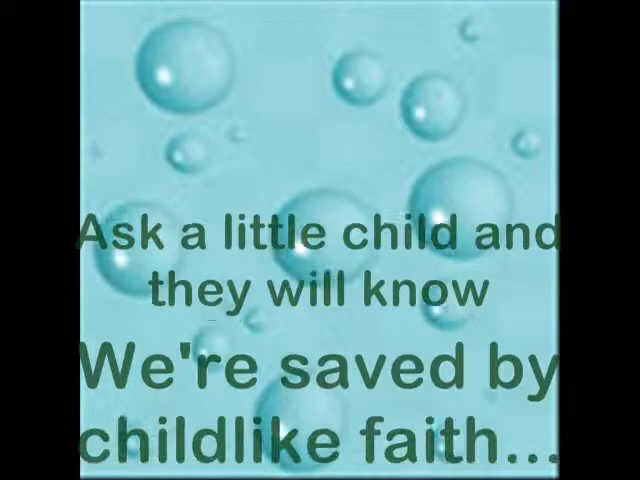 Ask a little child and
they will know
We're saved by
childlike faith...